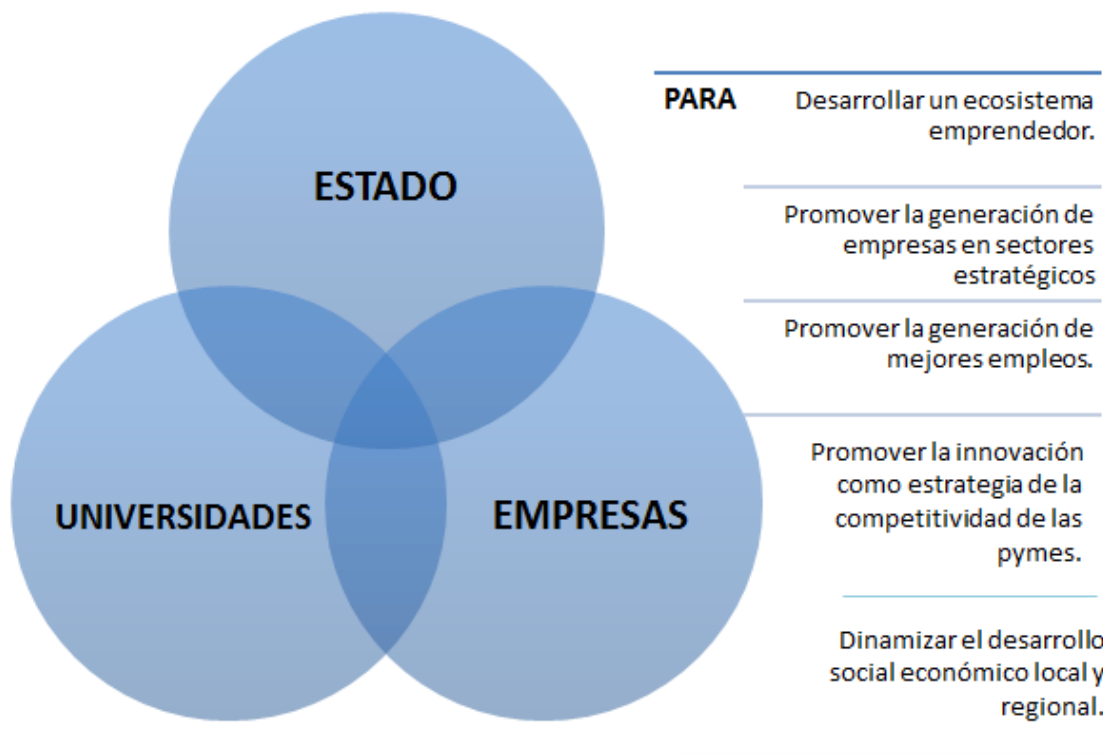 ESTADO
UNIVERSIDADES
EMPRESAS
PARA
Desarrollar un ecosistema
emprendedor.
Promover la generación de
empresas en sectores
estratégicos
Promover la generación de
mejores empleos.
Promover la innovación
como estrategia de la
competitividad de las
pymes.
Dinamizar el desarrollo
social económico local y
regional.